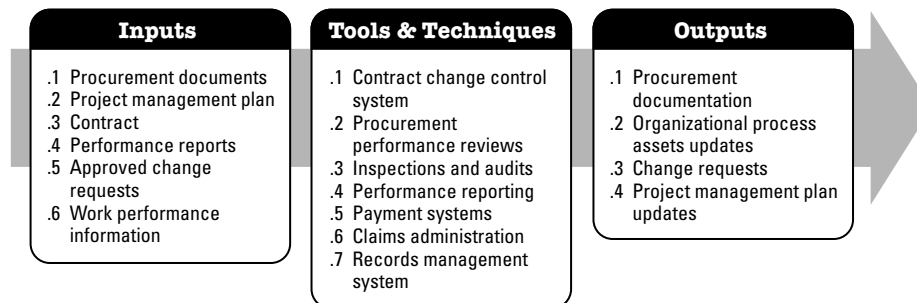 Inputs
.1 Procurement documents
.2 Project management plan
.3 Contract
.4 Performance reports
.5 Approved change
requests
.6 Work performance
information
Tools & Techniques
.1 Contract change control
system
.2 Procurement
performance reviews
.3 Inspections and audits
.4 Performance reporting
.5 Payment systems
.6 Claims administration
.7 Records management
system
Outputs
.1 Procurement
documentation
.2 Organizational process
assets updates
.3 Change requests
.4 Project management plan
updates